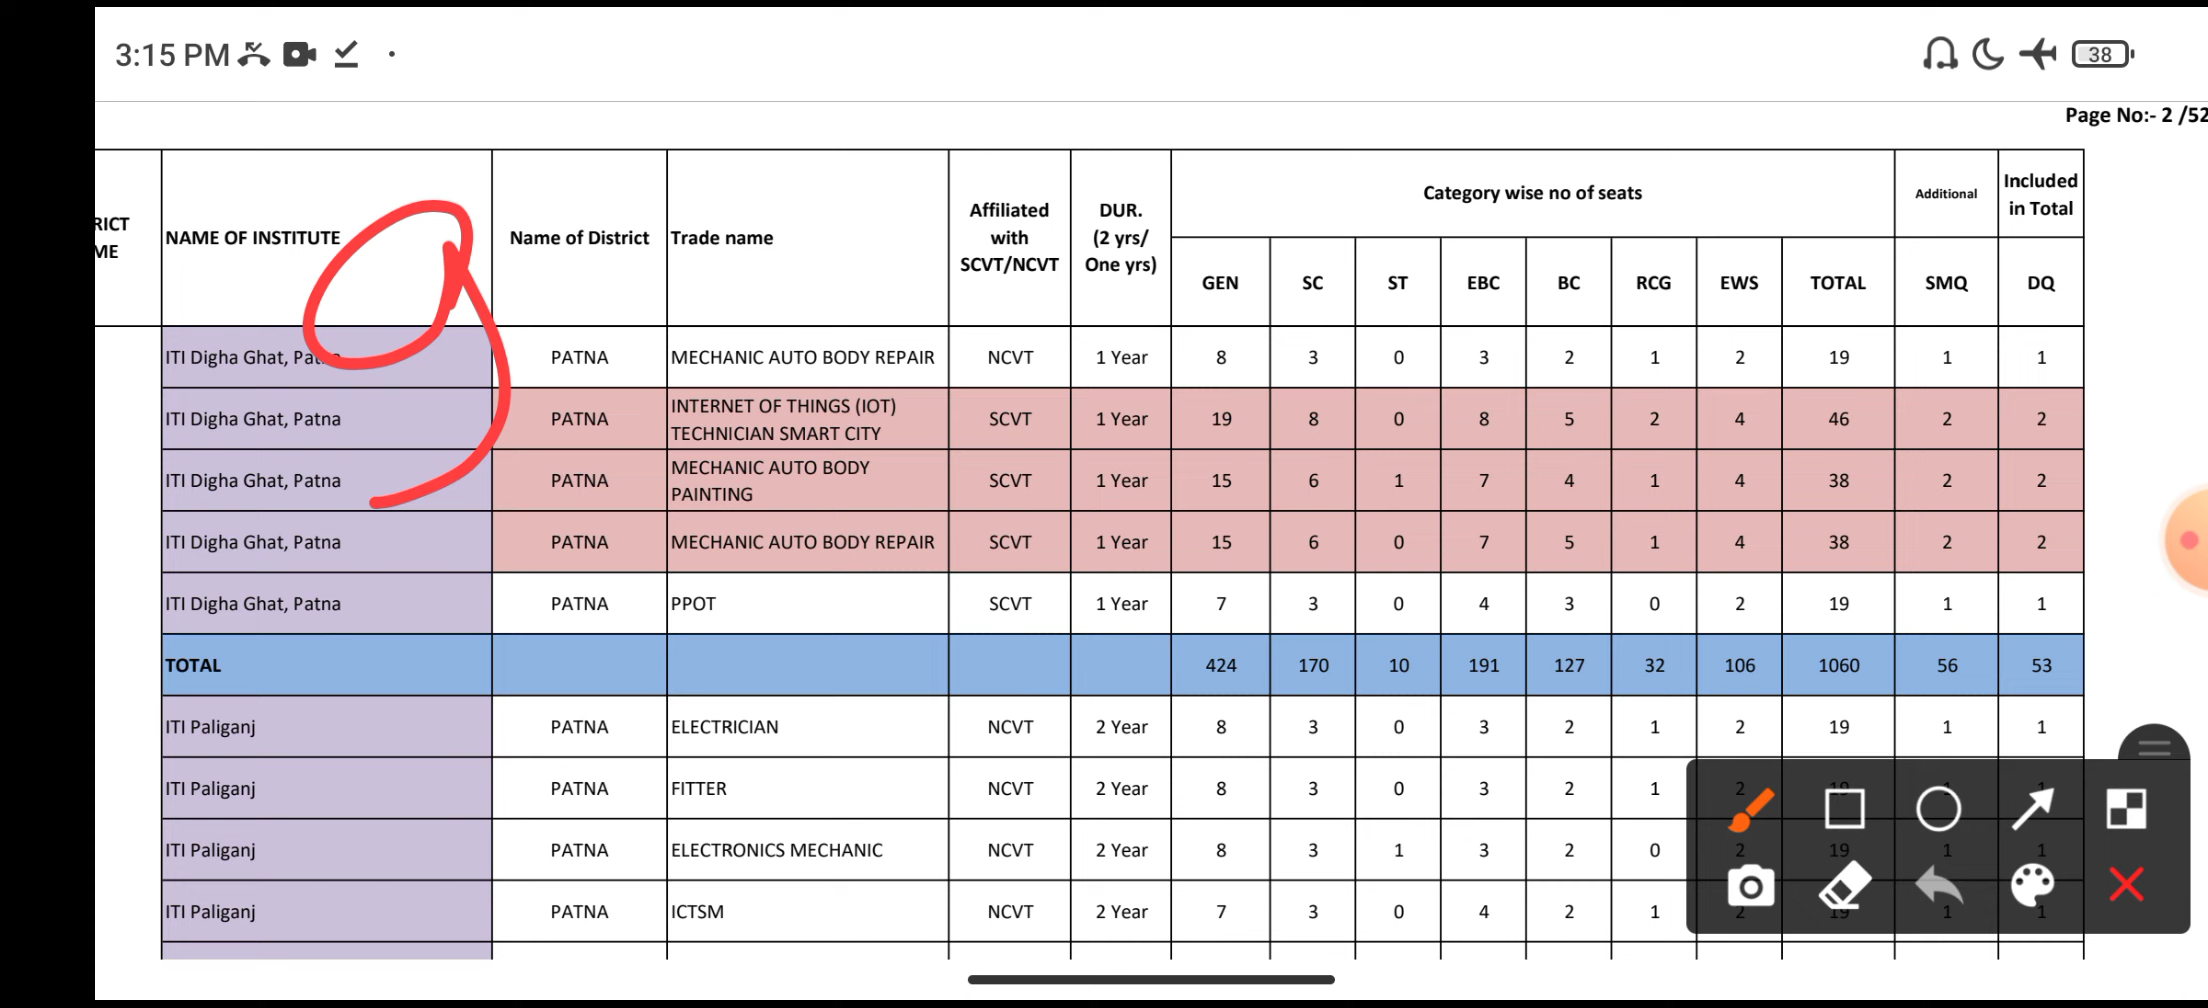 3:15 PM
38
Page No:- 2 /52
RICT
ME
NAME OF INSTITUTE
Name of District
Trade name
Affiliated
with
SCVT/NCVT
DUR.
(2 yrs/
One yrs)
Category wise no of seats
Additional
Included
in Total
GEN SC ST EBC BC RCG EWS TOTAL SMQ DQ
ITI Digha Ghat, Patna PATNA MECHANIC AUTO BODY REPAIR NCVT 1 Year 8 3 0 3 2 1 2 19 1 1
ITI Digha Ghat, Patna PATNA INTERNET OF THINGS (IOT)
TECHNICIAN SMART CITY SCVT 1 Year 19 8 0 8 5 2 4 46 2 2
ITI Digha Ghat, Patna PATNA MECHANIC AUTO BODY
PAINTING SCVT 1 Year 15 6 1 7 4 1 4 38 2 2
ITI Digha Ghat, Patna PATNA MECHANIC AUTO BODY REPAIR SCVT 1 Year 15 6 0 7 5 1 4 38 2 2
ITI Digha Ghat, Patna PATNA PPOT SCVT 1 Year 7 3 0 4 3 0 2 19 1 1
TOTAL 424 170 10 191 127 32 106 1060 56 53
ITI Paliganj PATNA ELECTRICIAN NCVT 2 Year 8 3 0 3 2 1 2 19 1 1
ITI Paliganj PATNA FITTER NCVT 2 Year 8 3 0 3 2 1 2 19 1
ITI Paliganj PATNA ELECTRONICS MECHANIC NCVT 2 Year 8 3 1 3 2 0 2 19 1 1
ITI Paliganj PATNA ICTSM NCVT 2 Year 7 3 0 4 2 1 2 19 1 1